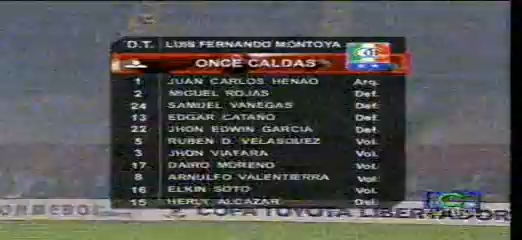 D.T. LUIS FERNANDO MONTOYA
ONCE CALDAS
1 JUAN CARLOS HENAO Arq.
2 MIGUEL ROJAS Def.
24 SAMUEL VANEGAS Def.
13 EDGAR CATAÑO Def.
22 JHON EDWIN GARCIA Def.
5 RUBEN D. VELASQUEZ Vol.
3 JHON VIAFARA Vol.
17 DAIRO MORENO Vol.
8 ARNULFO VALENTIERRA Vol.
16 ELKIN SOTO Vol.
15 HERLY ALCAZAR Del.
COPA TOYOTA LIBERTADOR